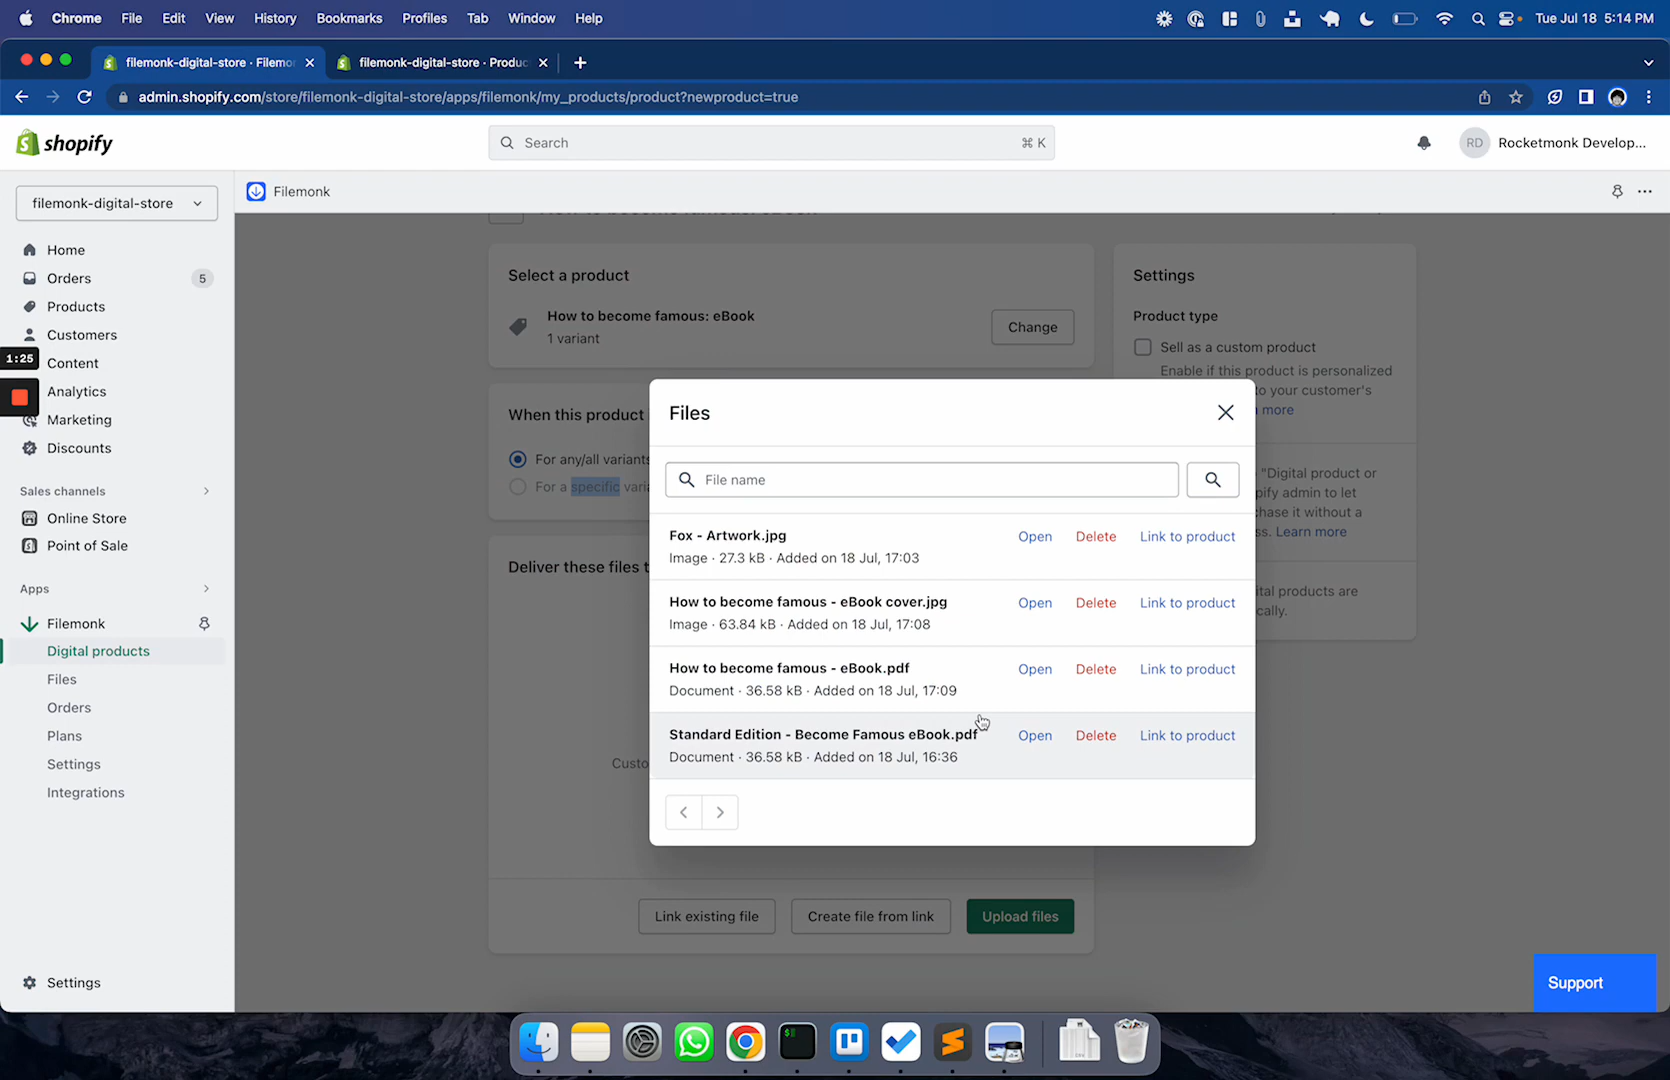 Chrome File Edit View History Bookmarks Profiles Tab Window Help
Tue Jul 18 5:14 PM
filemonk-digital-store · Filemo
filemonk-digital-store · Produc
admin.shopify.com/store/filemonk-digital-store/apps/filemonk/my_products/product?newproduct=true
shopify
Search
⌘ K
RD
Rocketmonk Develop...
filemonk-digital-store
Filemonk
Home
Orders
5
Products
Customers
1:25
Content
Analytics
Marketing
Discounts
Sales channels
Online Store
Point of Sale
Apps
Filemonk
Digital products
Files
Orders
Plans
Settings
Integrations
Settings
Select a product
How to become famous: eBook
1 variant
Change
When this product
For any/all variants
For a specific vari
Deliver these files t
Custo
Link existing file
Create file from link
Upload files
Settings
Product type
Sell as a custom product
Enable if this product is personalized
o your customer's
more
"Digital product or
pify admin to let
hase it without a
ss. Learn more
ital products are
cally.
Files
File name
Fox - Artwork.jpg
Image · 27.3 kB · Added on 18 Jul, 17:03
Open Delete Link to product
How to become famous - eBook cover.jpg
Image · 63.84 kB · Added on 18 Jul, 17:08
Open Delete Link to product
How to become famous - eBook.pdf
Document · 36.58 kB · Added on 18 Jul, 17:09
Open Delete Link to product
Standard Edition - Become Famous eBook.pdf
Document · 36.58 kB · Added on 18 Jul, 16:36
Open Delete Link to product
Support